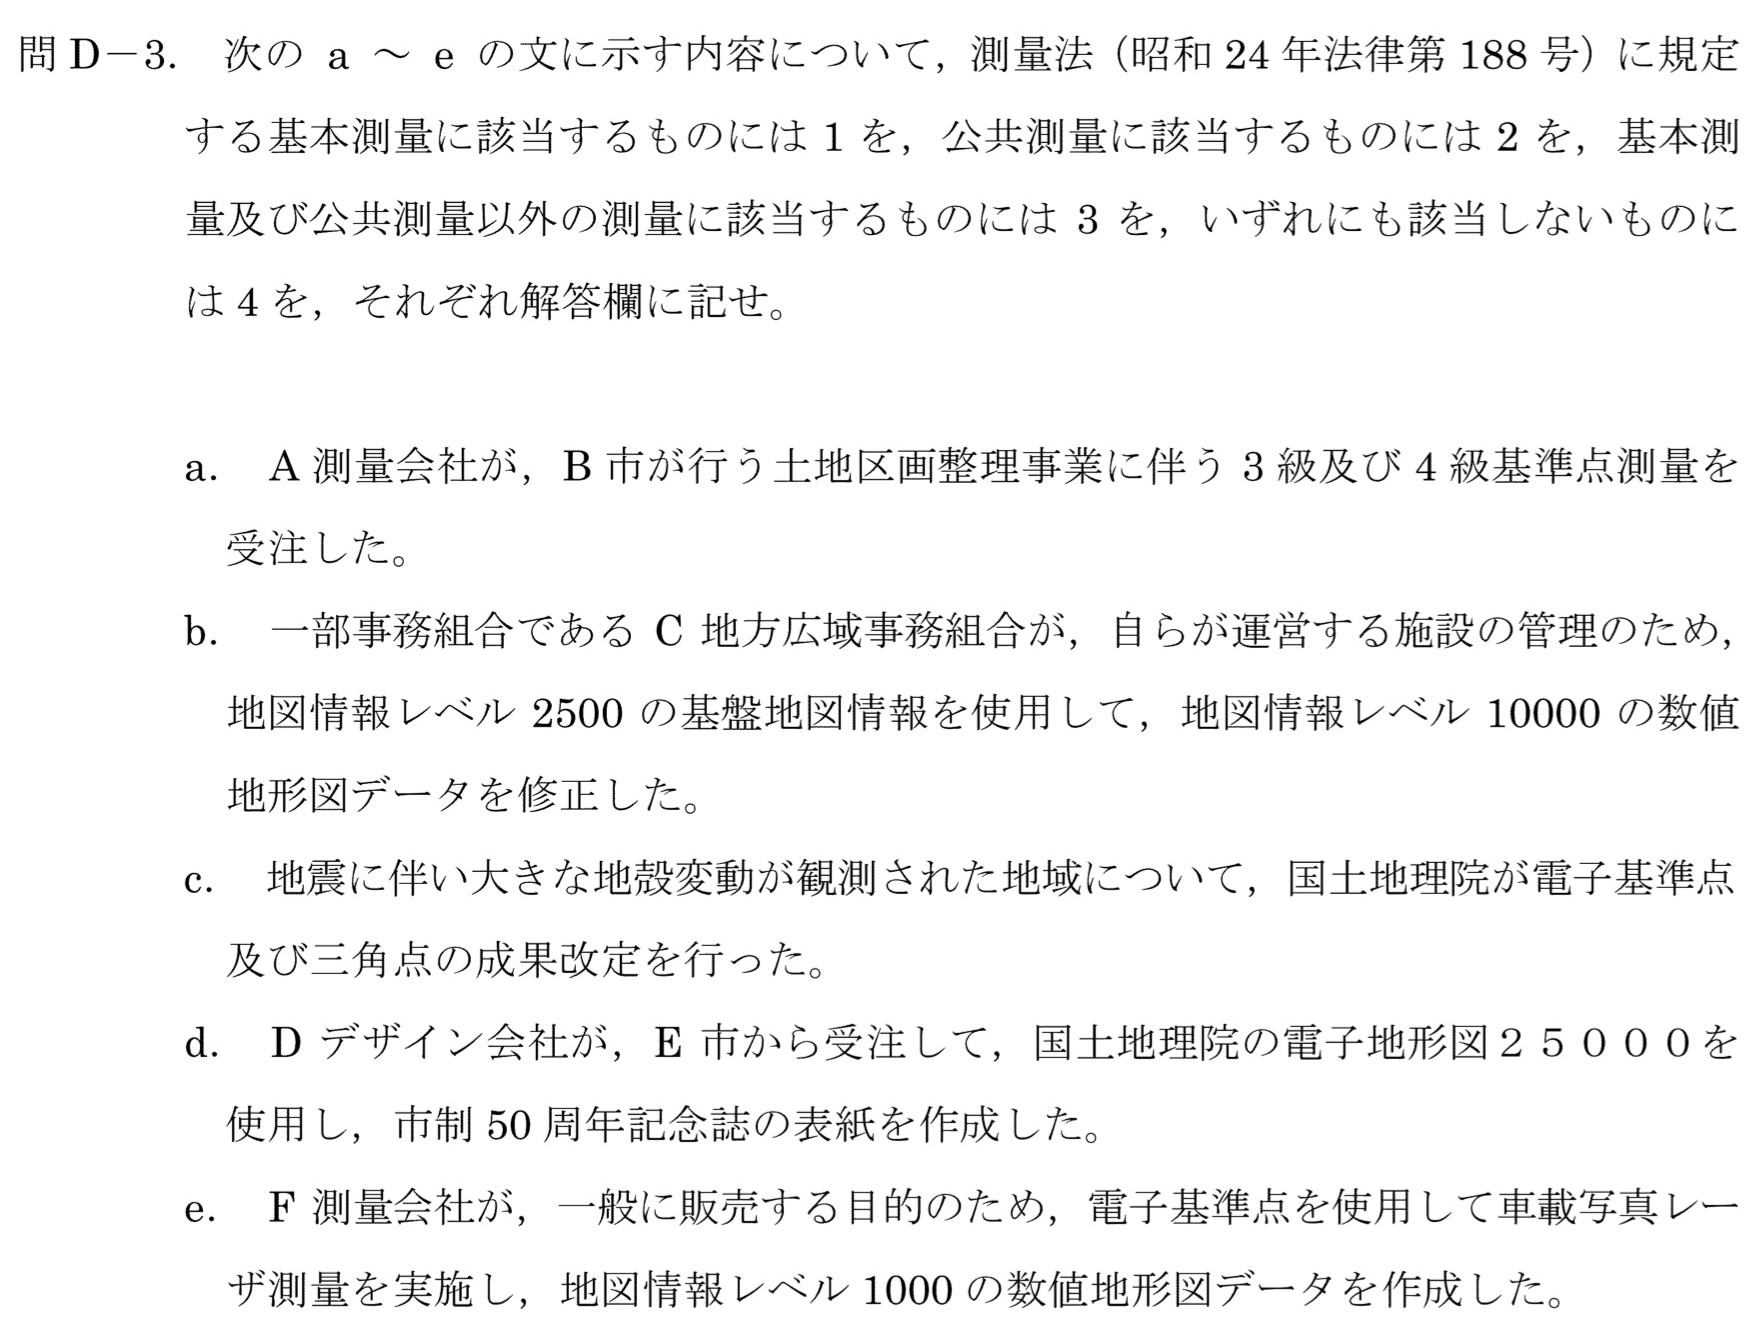 問 D－3． 次の a ～ e の文に示す内容について，測量法（昭和 24 年法律第 188 号）に規定
する基本測量に該当するものには 1 を，公共測量に該当するものには 2 を，基本測
量及び公共測量以外の測量に該当するものには 3 を，いずれにも該当しないものに
は 4 を，それぞれ解答欄に記せ。
a． A 測量会社が，B 市が行う土地区画整理事業に伴う 3 級及び 4 級基準点測量を
受注した。
b． 一部事務組合である C 地方広域事務組合が，自らが運営する施設の管理のため，
地図情報レベル 2500 の基盤地図情報を使用して，地図情報レベル 10000 の数値
地形図データを修正した。
c． 地震に伴い大きな地殻変動が観測された地域について，国土地理院が電子基準点
及び三角点の成果改定を行った。
d． D デザイン会社が，E 市から受注して，国土地理院の電子地形図２５０００を
使用し，市制 50 周年記念誌の表紙を作成した。
e． F 測量会社が，一般に販売する目的のため，電子基準点を使用して車載写真レー
ザ測量を実施し，地図情報レベル 1000 の数値地形図データを作成した。